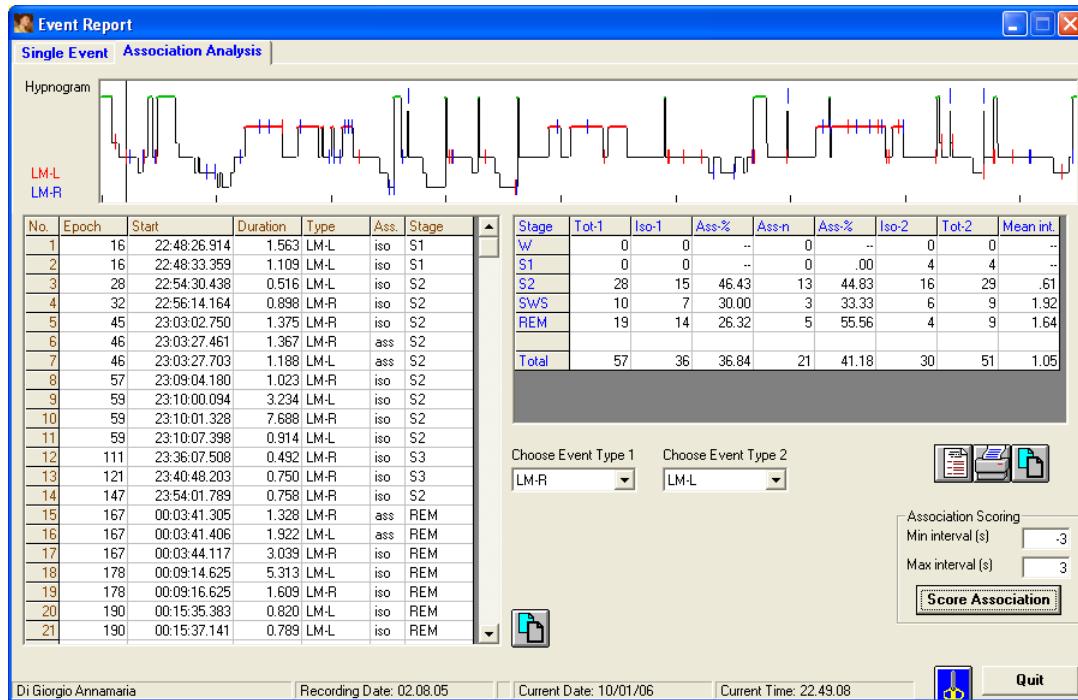 Event Report
Single Event Association Analysis
Hypnogram
LM-L
LM-R
No. Epoch Start Duration Type Ass. Stage
1 16 22:48:26.914 1.563 LM-L iso S1
2 16 22:48:33.359 1.109 LM-L iso S1
3 28 22:54:30.438 0.516 LM-L iso S2
4 32 22:56:14.164 0.898 LM-R iso S2
5 45 23:03:02.750 1.375 LM-R iso S2
6 46 23:03:27.461 1.367 LM-R ass S2
7 46 23:03:27.703 1.188 LM-L ass S2
8 57 23:09:04.180 1.023 LM-R iso S2
9 59 23:10:00.094 3.234 LM-L iso S2
10 59 23:10:01.328 7.688 LM-R iso S2
11 59 23:10:07.398 0.914 LM-L iso S2
12 111 23:36:07.508 0.492 LM-R iso S3
13 121 23:40:48.203 0.750 LM-R iso S3
14 147 23:54:01.789 0.758 LM-R iso S2
15 167 00:03:41.305 1.328 LM-R ass REM
16 167 00:03:41.406 1.922 LM-L ass REM
17 167 00:03:44.117 3.039 LM-R iso REM
18 178 00:09:14.625 5.313 LM-L iso REM
19 178 00:09:16.625 1.609 LM-R iso REM
20 190 00:15:35.383 0.820 LM-L iso REM
21 190 00:15:37.141 0.789 LM-L iso REM
Stage Tot-1 Iso-1 Ass-% Ass-n Ass-% Iso-2 Tot-2 Mean int.
W 0 0 -- 0 -- 0 0 --
S1 0 0 -- 0 .00 4 4 --
S2 28 15 46.43 13 44.83 16 29 .61
SWS 10 7 30.00 3 33.33 6 9 1.92
REM 19 14 26.32 5 55.56 4 9 1.64
Total 57 36 36.84 21 41.18 30 51 1.05
Choose Event Type 1 Choose Event Type 2
LM-R LM-L
Association Scoring
Min interval (s) -3
Max interval (s) 3
Score Association
Quit
Di Giorgio Annamaria Recording Date: 02.08.05 Current Date: 10/01/06 Current Time: 22.49.08